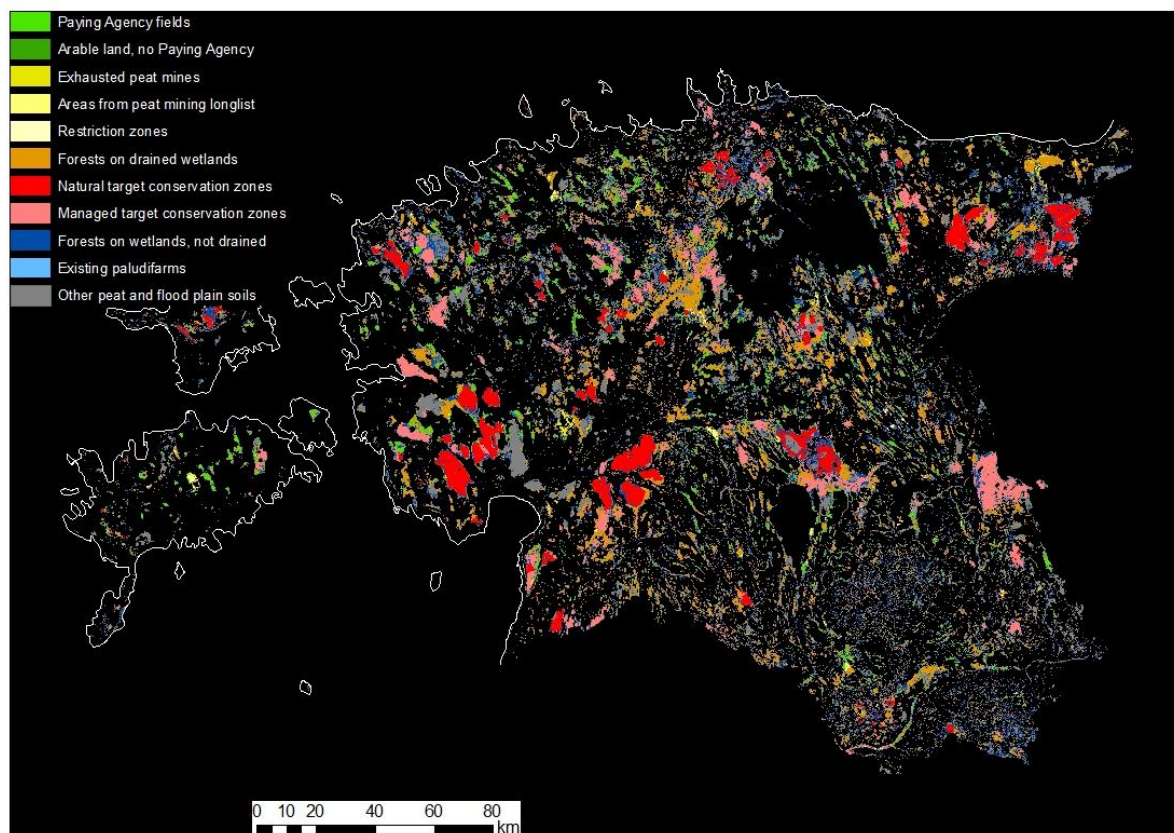 Paying Agency fields
Arable land, no Paying Agency
Exhausted peat mines
Areas from peat mining longlist
Restriction zones
Forests on drained wetlands
Natural target conservation zones
Managed target conservation zones
Forests on wetlands, not drained
Existing paludifarms
Other peat and flood plain soils
0 10 20 40 60 80
km